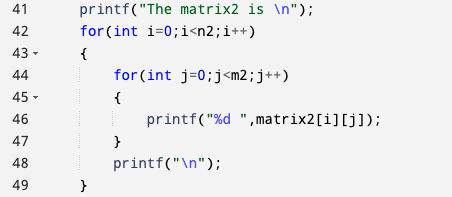 41 printf("The matrix2 is \n");
42 for(int i=0;i<n2;i++)
43 {
44 for(int j=0;j<m2;j++)
45 {
46 printf("%d ",matrix2[i][j]);
47 }
48 printf("\n");
49 }